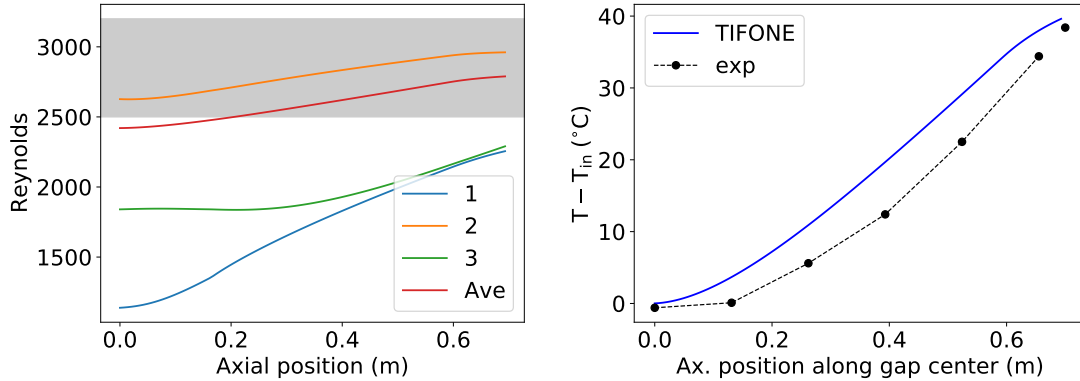 3000
2500
2000
1500
Reynolds
1
2
3
Ave
0.0
0.2
0.4
0.6
Axial position (m)
40
30
20
10
0
T − T_in (°C)
TIFONE
exp
0.0
0.2
0.4
0.6
Ax. position along gap center (m)